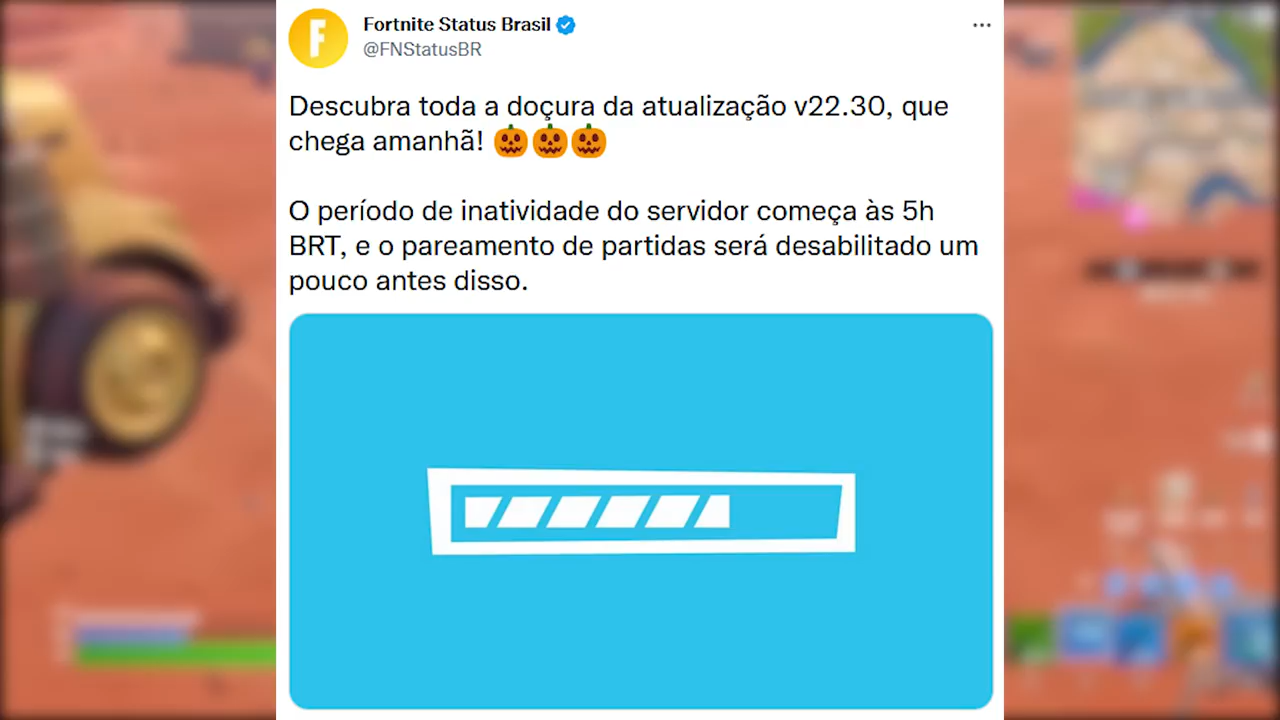 Fortnite Status Brasil
@FNStatusBR
Descubra toda a doçura da atualização v22.30, que
chega amanhã! 🎃🎃🎃
O período de inatividade do servidor começa às 5h
BRT, e o pareamento de partidas será desabilitado um
pouco antes disso.